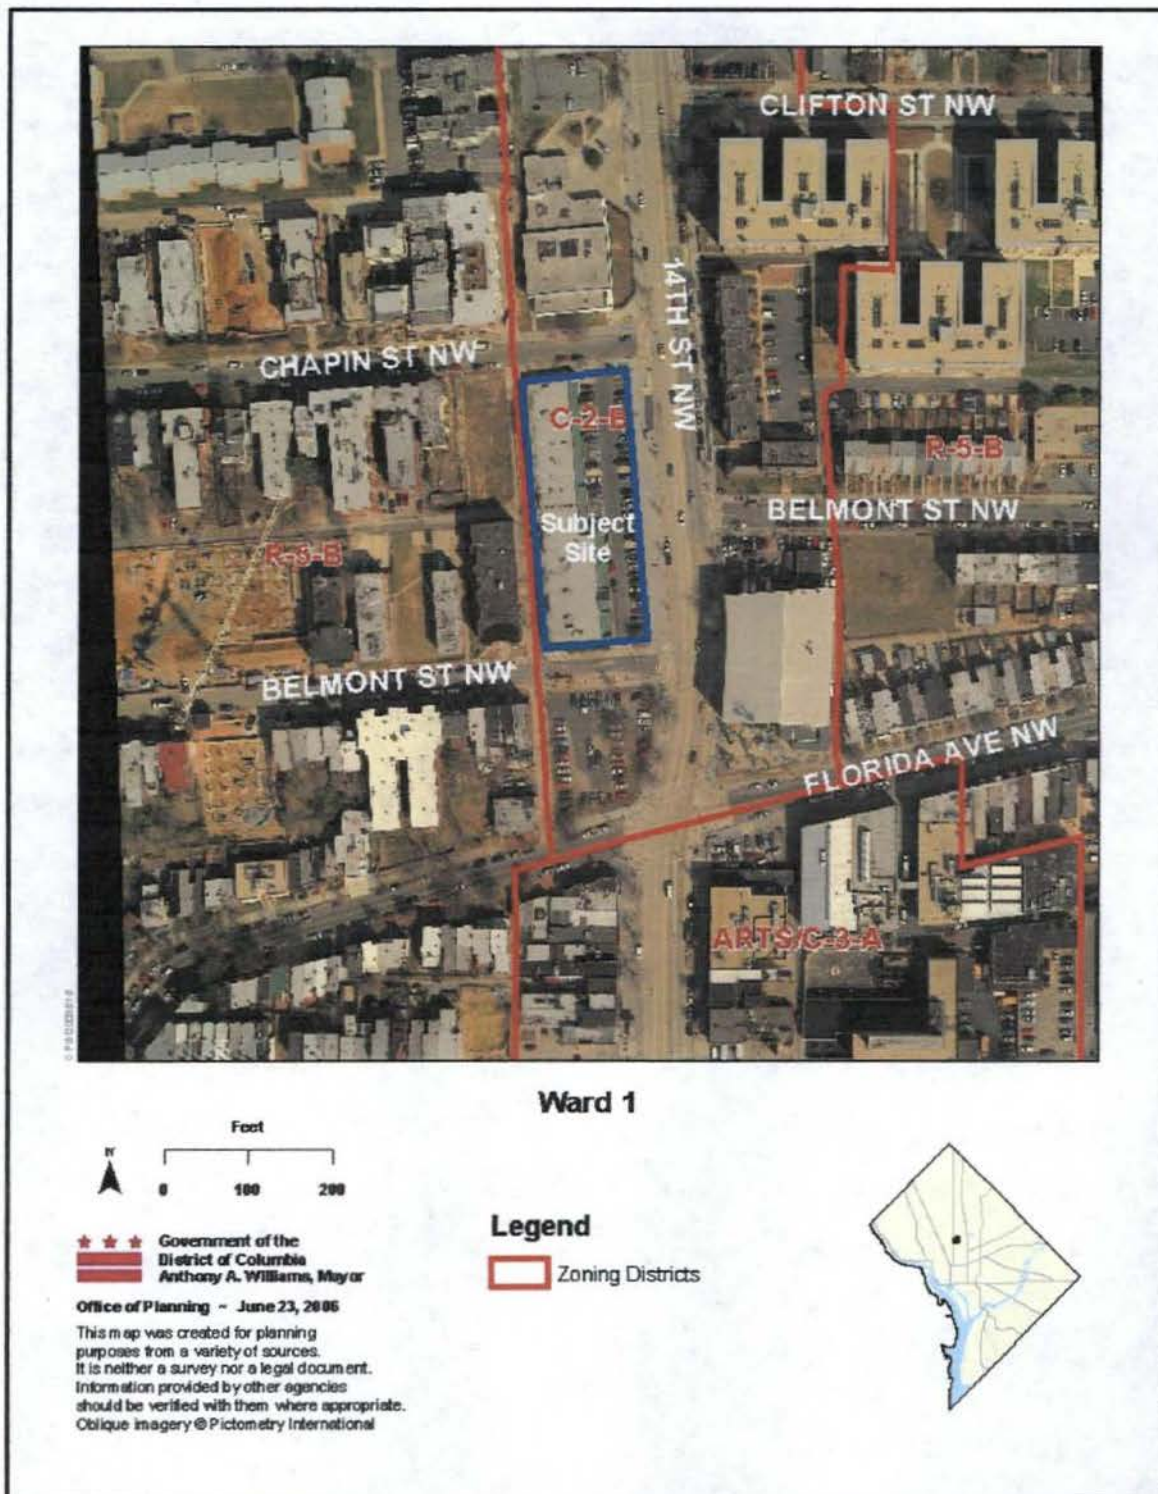 CLIFTON ST NW
14TH ST NW
CHAPIN ST NW
C-2-B
R-5-B
BELMONT ST NW
Subject
Site
R-5-B
BELMONT ST NW
FLORIDA AVE NW
ARTS/C-3-A
Ward 1
Feet
N
0 100 200
Government of the
District of Columbia
Anthony A. Williams, Mayor
Office of Planning ~ June 23, 2006
This map was created for planning
purposes from a variety of sources.
It is neither a survey nor a legal document.
Information provided by other agencies
should be verified with them where appropriate.
Oblique imagery © Pictometry International
Legend
Zoning Districts